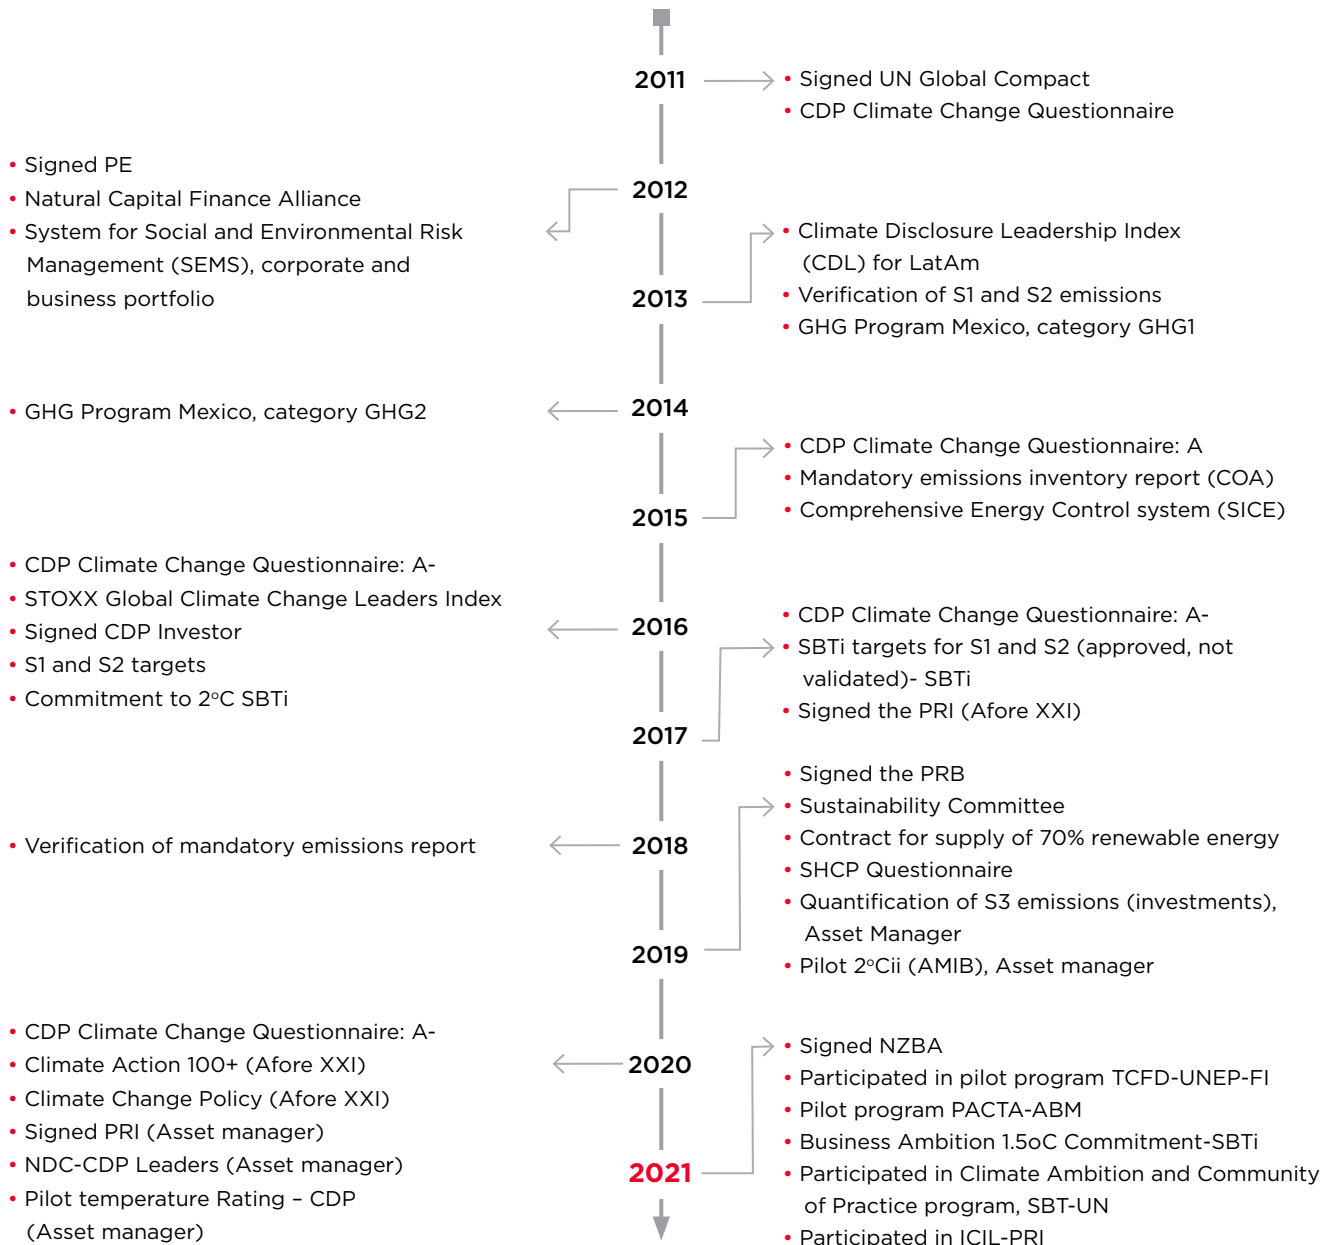 2011
• Signed UN Global Compact
• CDP Climate Change Questionnaire
• Signed PE
• Natural Capital Finance Alliance
• System for Social and Environmental Risk
Management (SEMS), corporate and
business portfolio
2012
2013
• Climate Disclosure Leadership Index
(CDL) for LatAm
• Verification of S1 and S2 emissions
• GHG Program Mexico, category GHG1
• GHG Program Mexico, category GHG2
2014
2015
• CDP Climate Change Questionnaire: A
• Mandatory emissions inventory report (COA)
• Comprehensive Energy Control system (SICE)
• CDP Climate Change Questionnaire: A-
• STOXX Global Climate Change Leaders Index
• Signed CDP Investor
• S1 and S2 targets
• Commitment to 2°C SBTi
2016
2017
• CDP Climate Change Questionnaire: A-
• SBTi targets for S1 and S2 (approved, not
validated)- SBTi
• Signed the PRI (Afore XXI)
• Verification of mandatory emissions report
2018
2019
• Signed the PRB
• Sustainability Committee
• Contract for supply of 70% renewable energy
• SHCP Questionnaire
• Quantification of S3 emissions (investments),
Asset Manager
• Pilot 2°Cii (AMIB), Asset manager
• CDP Climate Change Questionnaire: A-
• Climate Action 100+ (Afore XXI)
• Climate Change Policy (Afore XXI)
• Signed PRI (Asset manager)
• NDC-CDP Leaders (Asset manager)
• Pilot temperature Rating – CDP
(Asset manager)
2020
2021
• Signed NZBA
• Participated in pilot program TCFD-UNEP-FI
• Pilot program PACTA-ABM
• Business Ambition 1.5oC Commitment-SBTi
• Participated in Climate Ambition and Community
of Practice program, SBT-UN
• Participated in ICIL-PRI